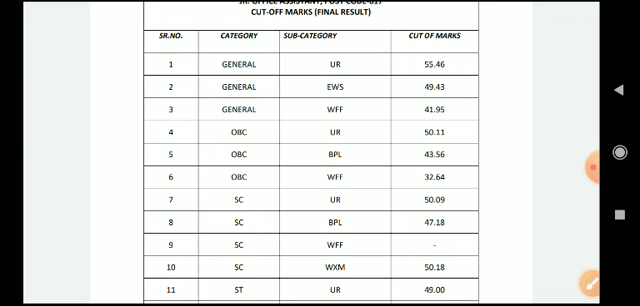 JR. OFFICE ASSISTANT, POST CODE-817
CUT-OFF MARKS (FINAL RESULT)
SR.NO. CATEGORY SUB-CATEGORY CUT OF MARKS
1 GENERAL UR 55.46
2 GENERAL EWS 49.43
3 GENERAL WFF 41.95
4 OBC UR 50.11
5 OBC BPL 43.56
6 OBC WFF 32.64
7 SC UR 50.09
8 SC BPL 47.18
9 SC WFF -
10 SC WXM 50.18
11 ST UR 49.00